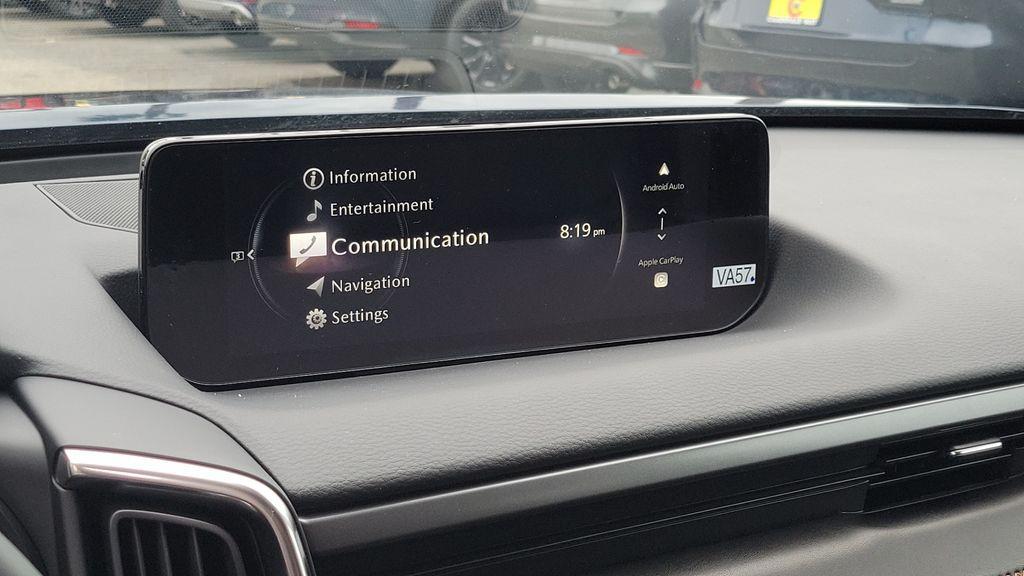 Information
Entertainment
Communication
Navigation
Settings
8:19 pm
Android Auto
Apple CarPlay
VA57